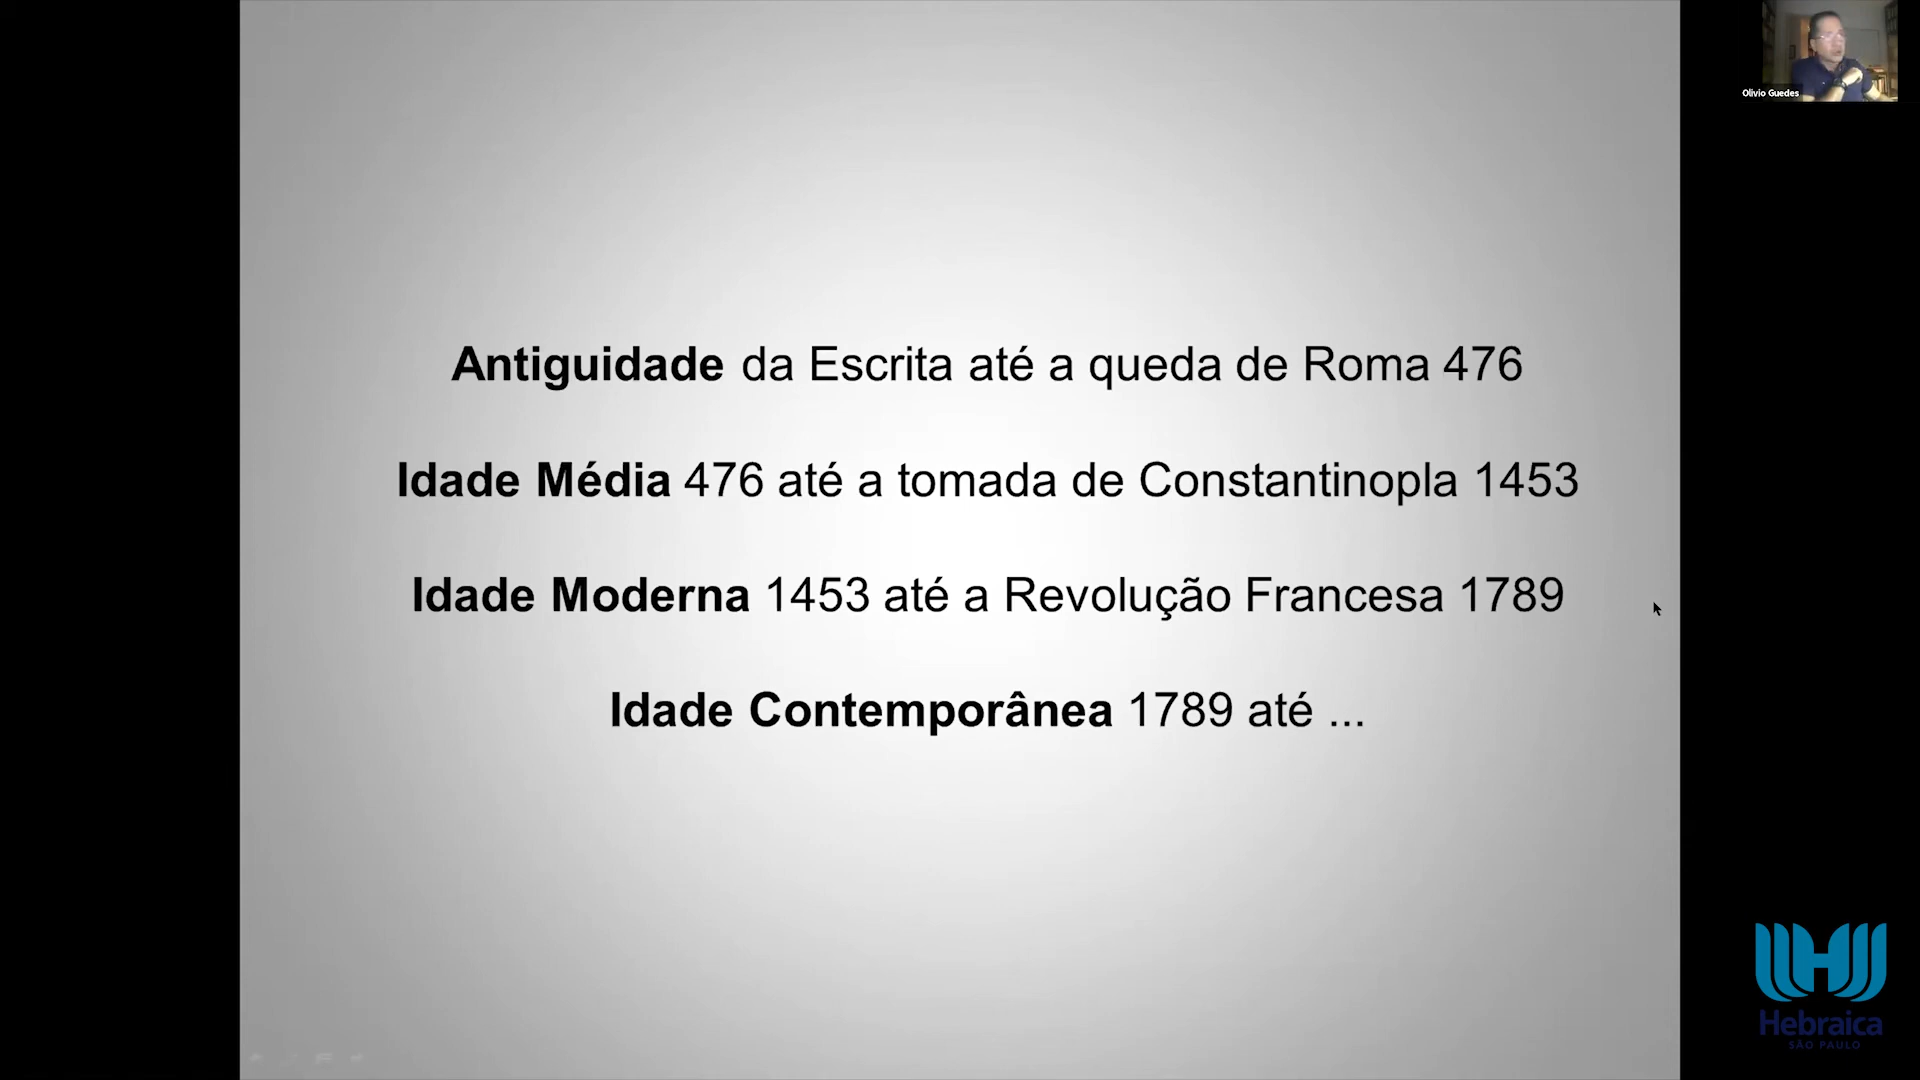 Olivio Guedes
Antiguidade da Escrita até a queda de Roma 476
Idade Média 476 até a tomada de Constantinopla 1453
Idade Moderna 1453 até a Revolução Francesa 1789
Idade Contemporânea 1789 até ...
Hebraica
SÃO PAULO